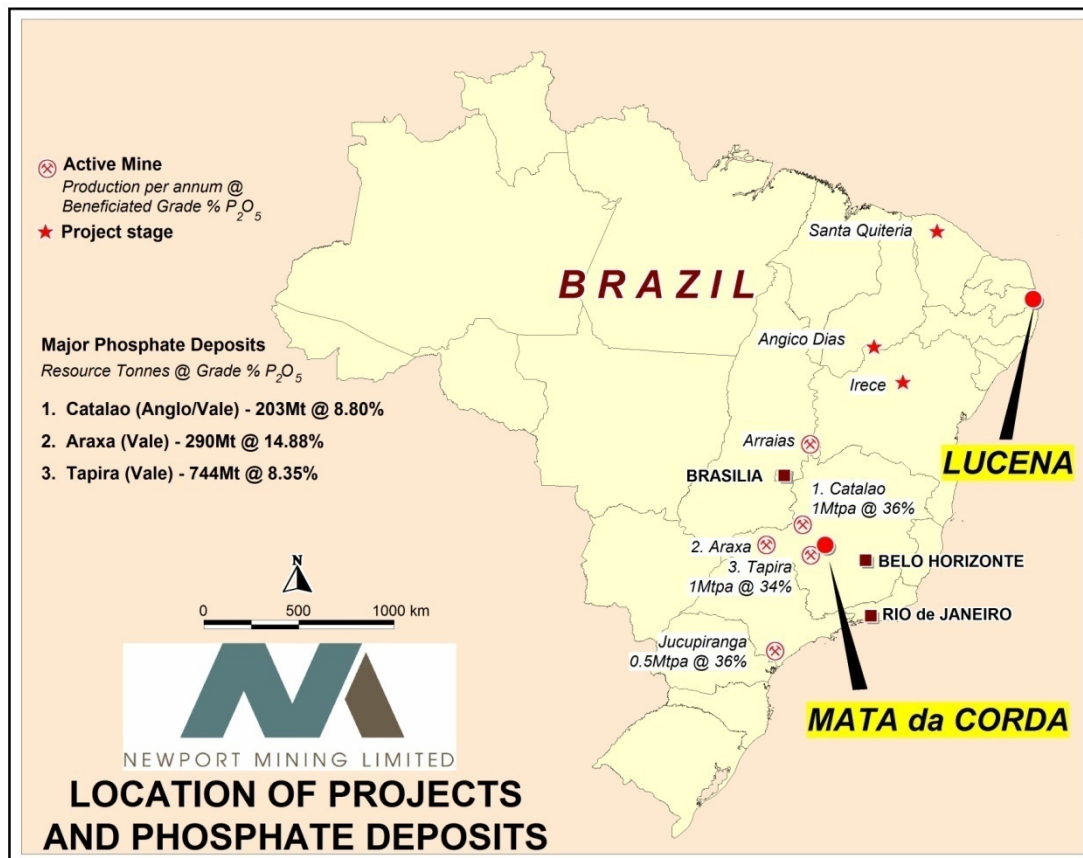 Active Mine
Production per annum @
Beneficiated Grade % P₂O₅
Project stage
Major Phosphate Deposits
Resource Tonnes @ Grade % P₂O₅
1. Catalao (Anglo/Vale) - 203Mt @ 8.80%
2. Araxa (Vale) - 290Mt @ 14.88%
3. Tapira (Vale) - 744Mt @ 8.35%
BRAZIL
Santa Quiteria
Angico Dias
Irece
LUCENA
Arraias
BRASILIA
1. Catalao
1Mtpa @ 36%
2. Araxa
3. Tapira
1Mtpa @ 34%
BELO HORIZONTE
RIO de JANEIRO
Jucupiranga
0.5Mtpa @ 36%
MATA da CORDA
N
0 500 1000 km
NEWPORT MINING LIMITED
LOCATION OF PROJECTS
AND PHOSPHATE DEPOSITS